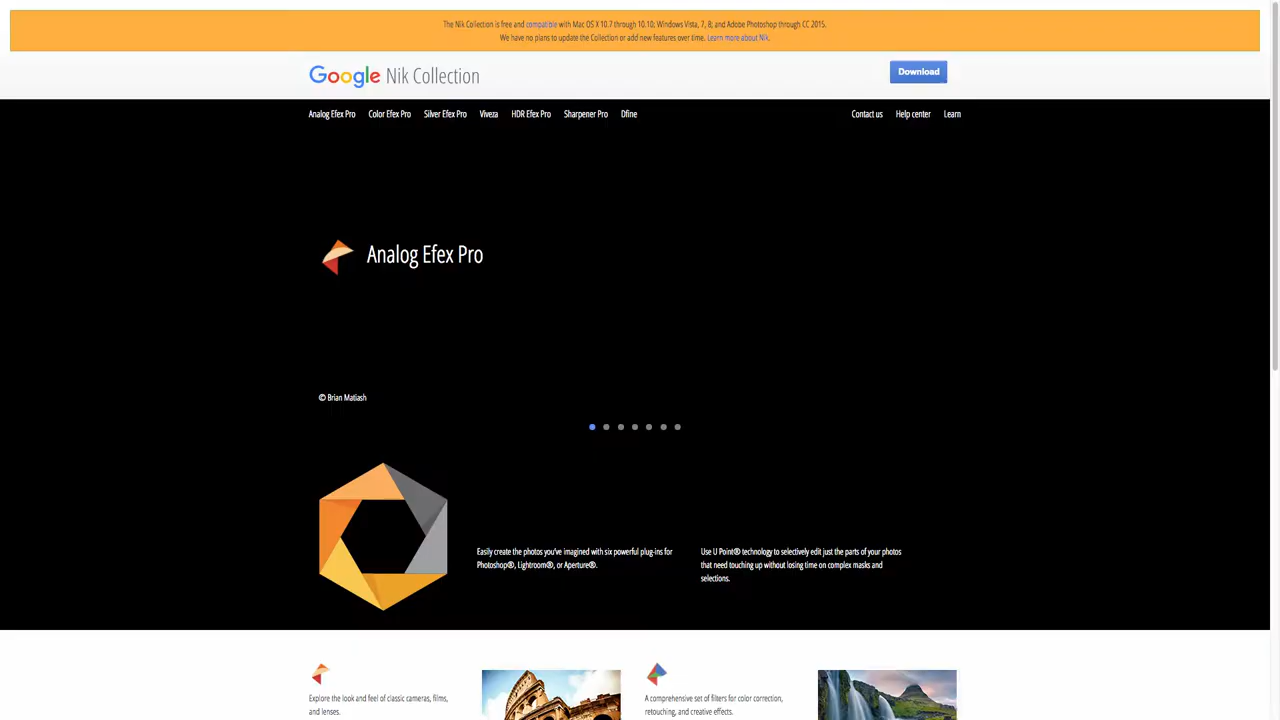 The Nik Collection is free and compatible with Mac OS X 10.7 through 10.10; Windows Vista, 7, 8; and Adobe Photoshop through CC 2015.
We have no plans to update the Collection or add new features over time. Learn more about Nik.
Google Nik Collection
Download
Analog Efex Pro Color Efex Pro Silver Efex Pro Viveza HDR Efex Pro Sharpener Pro Dfine Contact us Help center Learn
Analog Efex Pro
© Brian Matiash
Easily create the photos you've imagined with six powerful plug-ins for
Photoshop®, Lightroom®, or Aperture®.
Use U Point® technology to selectively edit just the parts of your photos
that need touching up without losing time on complex masks and
selections.
Explore the look and feel of classic cameras, films,
and lenses.
A comprehensive set of filters for color correction,
retouching, and creative effects.